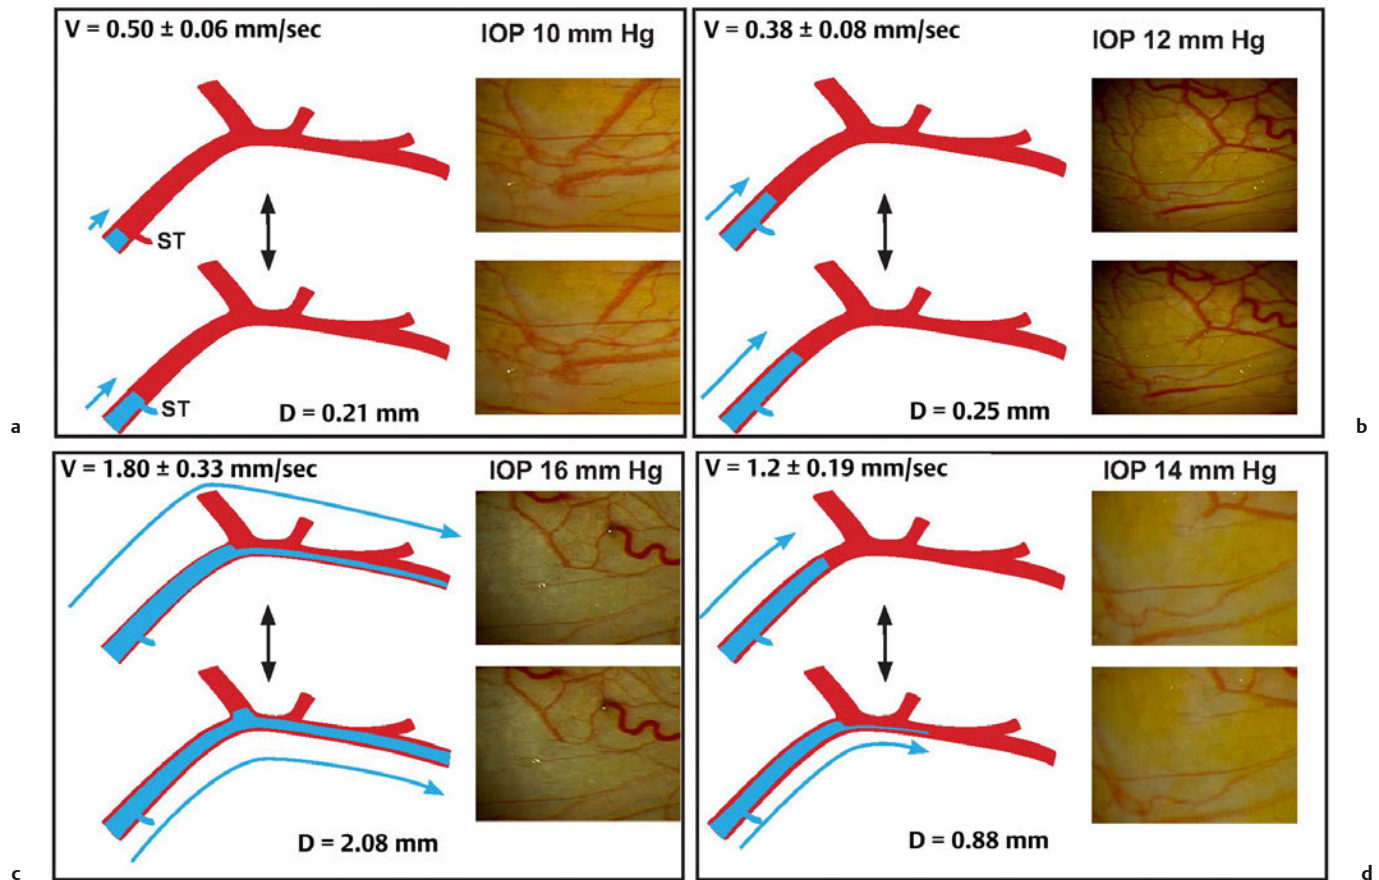 V = 0.50 ± 0.06 mm/sec
IOP 10 mm Hg
ST
ST
D = 0.21 mm
a
V = 0.38 ± 0.08 mm/sec
IOP 12 mm Hg
D = 0.25 mm
b
V = 1.80 ± 0.33 mm/sec
IOP 16 mm Hg
D = 2.08 mm
c
V = 1.2 ± 0.19 mm/sec
IOP 14 mm Hg
D = 0.88 mm
d